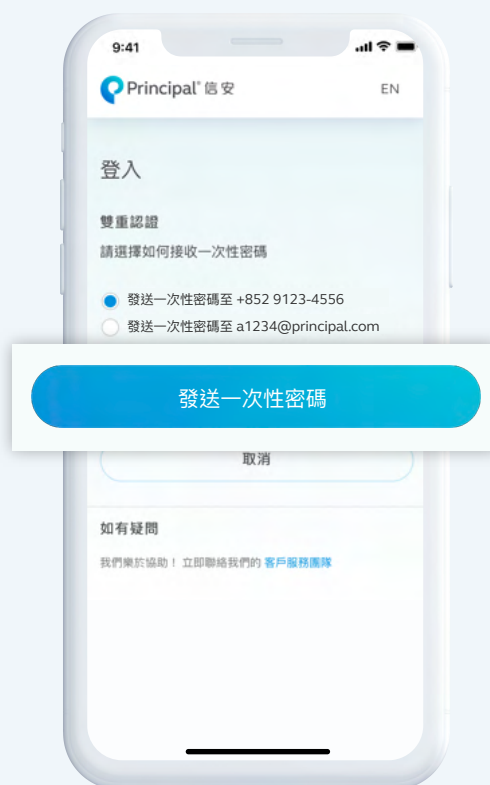 9:41
Principal® 信安
EN
登入
雙重認證
請選擇如何接收一次性密碼
發送一次性密碼至 +852 9123-4556
發送一次性密碼至 a1234@principal.com
發送一次性密碼
取消
如有疑問
我們樂於協助！ 立即聯絡我們的 客戶服務團隊